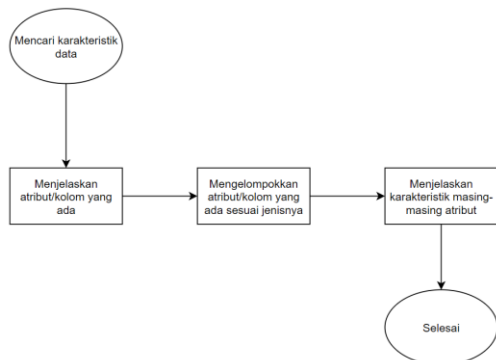 Mencari karakteristik
data
Menjelaskan
atribut/kolom yang
ada
Mengelompokkan
atribut/kolom yang
ada sesuai jenisnya
Menjelaskan
karakteristik masing-
masing atribut
Selesai